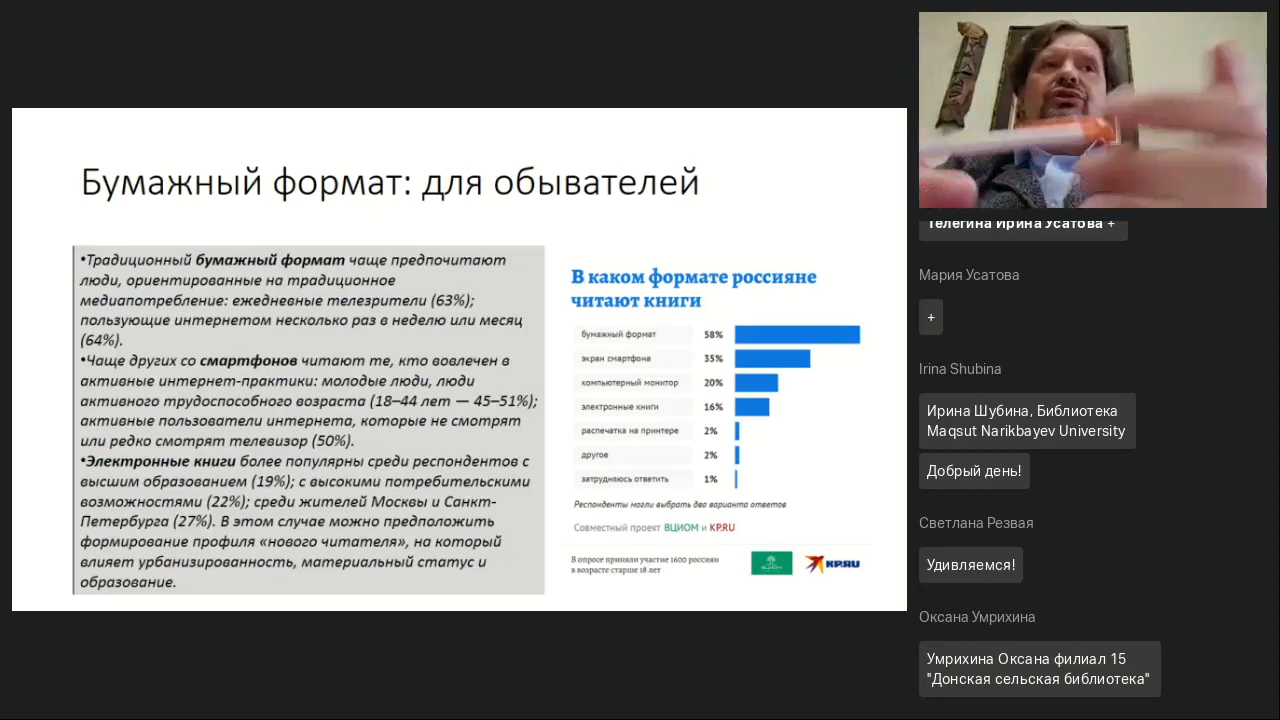 Бумажный формат: для обывателей
•Традиционный бумажный формат чаще предпочитают
люди, ориентированные на традиционное
медиапотребление: ежедневные телезрители (63%);
пользующие интернетом несколько раз в неделю или месяц
(64%).
•Чаще других со смартфонов читают те, кто вовлечен в
активные интернет-практики: молодые люди, люди
активного трудоспособного возраста (18–44 лет — 45–51%);
активные пользователи интернета, которые не смотрят
или редко смотрят телевизор (50%).
•Электронные книги более популярны среди респондентов с
высшим образованием (19%); с высокими потребительскими
возможностями (22%); среди жителей Москвы и Санкт-
Петербурга (27%). В этом случае можно предположить
формирование профиля «нового читателя», на который
влияет урбанизированность, материальный статус и
образование.
В каком формате россияне
читают книги
бумажный формат 58%
экран смартфона 35%
компьютерный монитор 20%
электронные книги 16%
распечатка на принтере 2%
другое 2%
затрудняюсь ответить 1%
Респонденты могли выбрать два варианта ответов
Совместный проект ВЦИОМ и KP.RU
В опросе приняли участие 1600 россиян
в возрасте старше 18 лет
ВЦИОМ
KP.RU
Телегина Ирина Усатова +
Мария Усатова
+
Irina Shubina
Ирина Шубина, Библиотека
Maqsut Narikbayev University
Добрый день!
Светлана Резвая
Удивляемся!
Оксана Умрихина
Умрихина Оксана филиал 15
"Донская сельская библиотека"